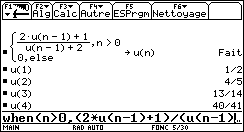 F1 F2 Alg F3 Calc F4 Autre F5 ESPrgm F6 Nettoyage
{ 2·u(n-1)+1 / u(n-1)+2 ,n>0
0,else → u(n) Fait
u(1) 1/2
u(2) 4/5
u(3) 13/14
u(4) 40/41
when(n>0,(2*u(n-1)+1)/(u(n-1)…
MAIN RAD AUTO FONC 5/30